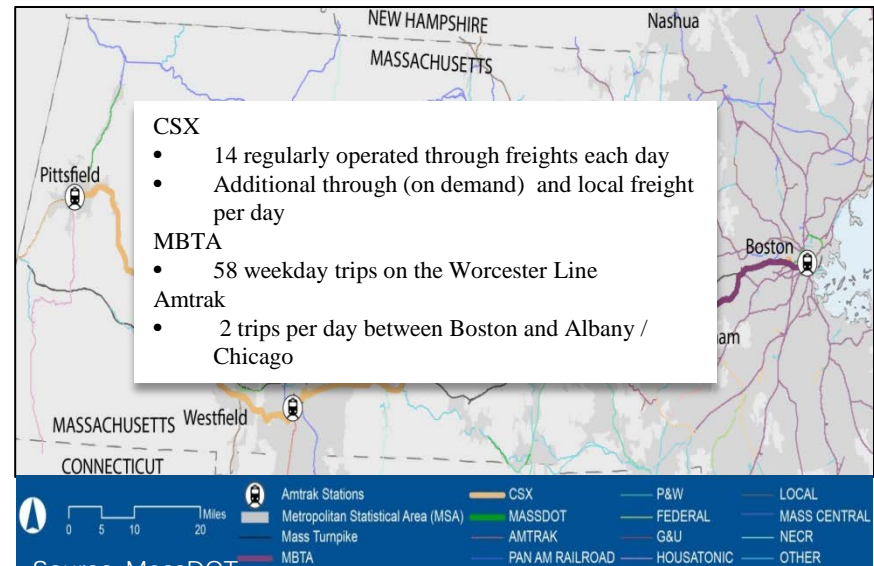 NEW HAMPSHIRE
Nashua
MASSACHUSETTS
CSX
• 14 regularly operated through freights each day
• Additional through (on demand) and local freight
per day
MBTA
• 58 weekday trips on the Worcester Line
Amtrak
• 2 trips per day between Boston and Albany /
Chicago
Pittsfield
Boston
am
MASSACHUSETTS
Westfield
CONNECTICUT
0 5 10 20
Miles
Amtrak Stations
Metropolitan Statistical Area (MSA)
Mass Turnpike
MBTA
CSX
MASSDOT
AMTRAK
PAN AM RAILROAD
P&W
FEDERAL
G&U
HOUSATONIC
LOCAL
MASS CENTRAL
NECR
OTHER
Source: MassDOT